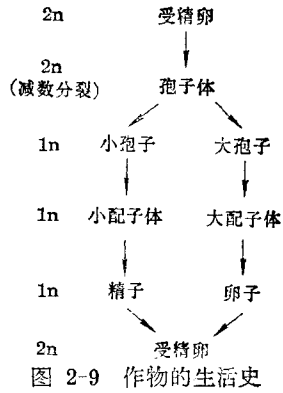 2n 受精卵
2n
(减数分裂) 孢子体
1n 小孢子 大孢子
1n 小配子体 大配子体
1n 精子 卵子
2n 受精卵
图 2-9 作物的生活史